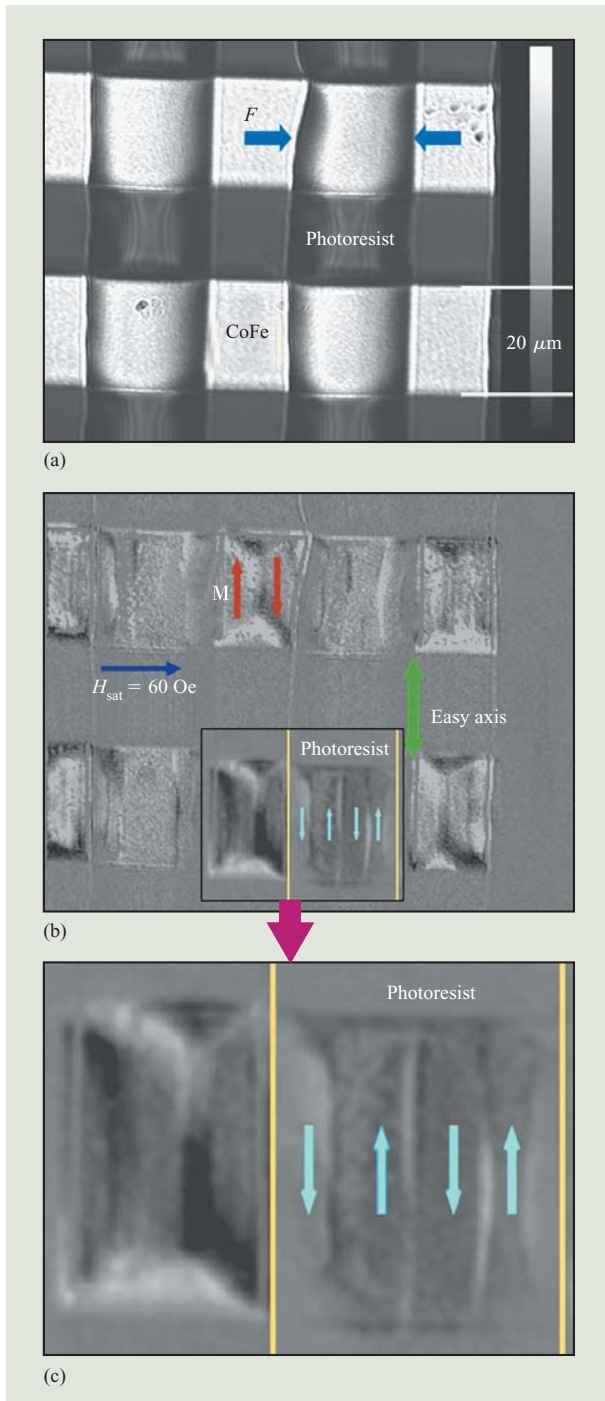 F
Photoresist
CoFe
20 μm
(a)
M
H_sat = 60 Oe
Easy axis
Photoresist
(b)
Photoresist
(c)